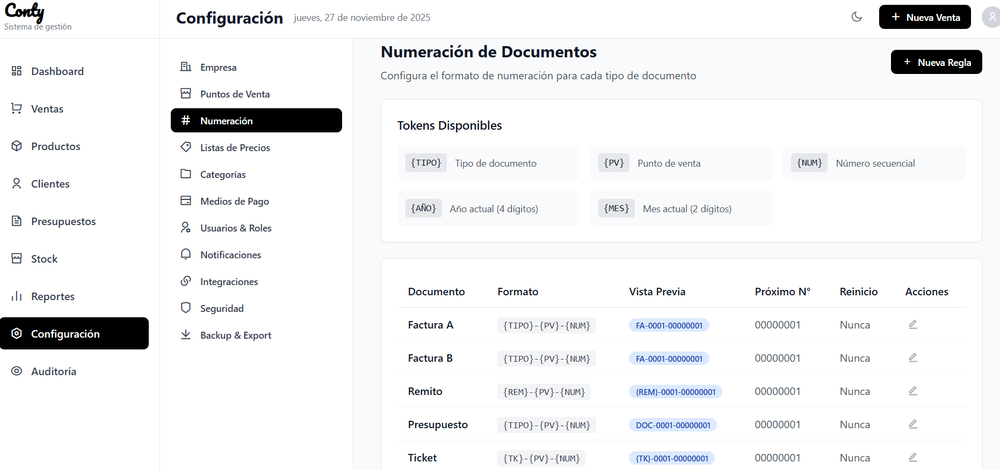 Conty
Sistema de gestión
Configuración
jueves, 27 de noviembre de 2025
+ Nueva Venta
Dashboard
Ventas
Productos
Clientes
Presupuestos
Stock
Reportes
Configuración
Auditoría
Empresa
Puntos de Venta
# Numeración
Listas de Precios
Categorías
Medios de Pago
Usuarios & Roles
Notificaciones
Integraciones
Seguridad
Backup & Export
Numeración de Documentos
Configura el formato de numeración para cada tipo de documento
+ Nueva Regla
Tokens Disponibles
{TIPO} Tipo de documento
{PV} Punto de venta
{NUM} Número secuencial
{AÑO} Año actual (4 dígitos)
{MES} Mes actual (2 dígitos)
Documento Formato Vista Previa Próximo N° Reinicio Acciones
Factura A {TIPO}-{PV}-{NUM} FA-0001-00000001 00000001 Nunca
Factura B {TIPO}-{PV}-{NUM} FA-0001-00000001 00000001 Nunca
Remito {REM}-{PV}-{NUM} {REM}-0001-00000001 00000001 Nunca
Presupuesto {TIPO}-{PV}-{NUM} DOC-0001-00000001 00000001 Nunca
Ticket {TK}-{PV}-{NUM} {TK}-0001-00000001 00000001 Nunca